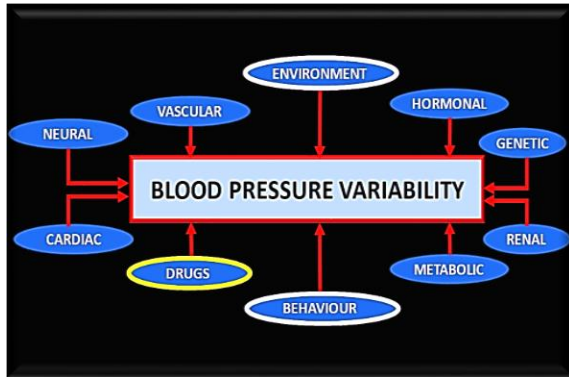 ENVIRONMENT
VASCULAR
HORMONAL
NEURAL
GENETIC
BLOOD PRESSURE VARIABILITY
CARDIAC
RENAL
DRUGS
METABOLIC
BEHAVIOUR